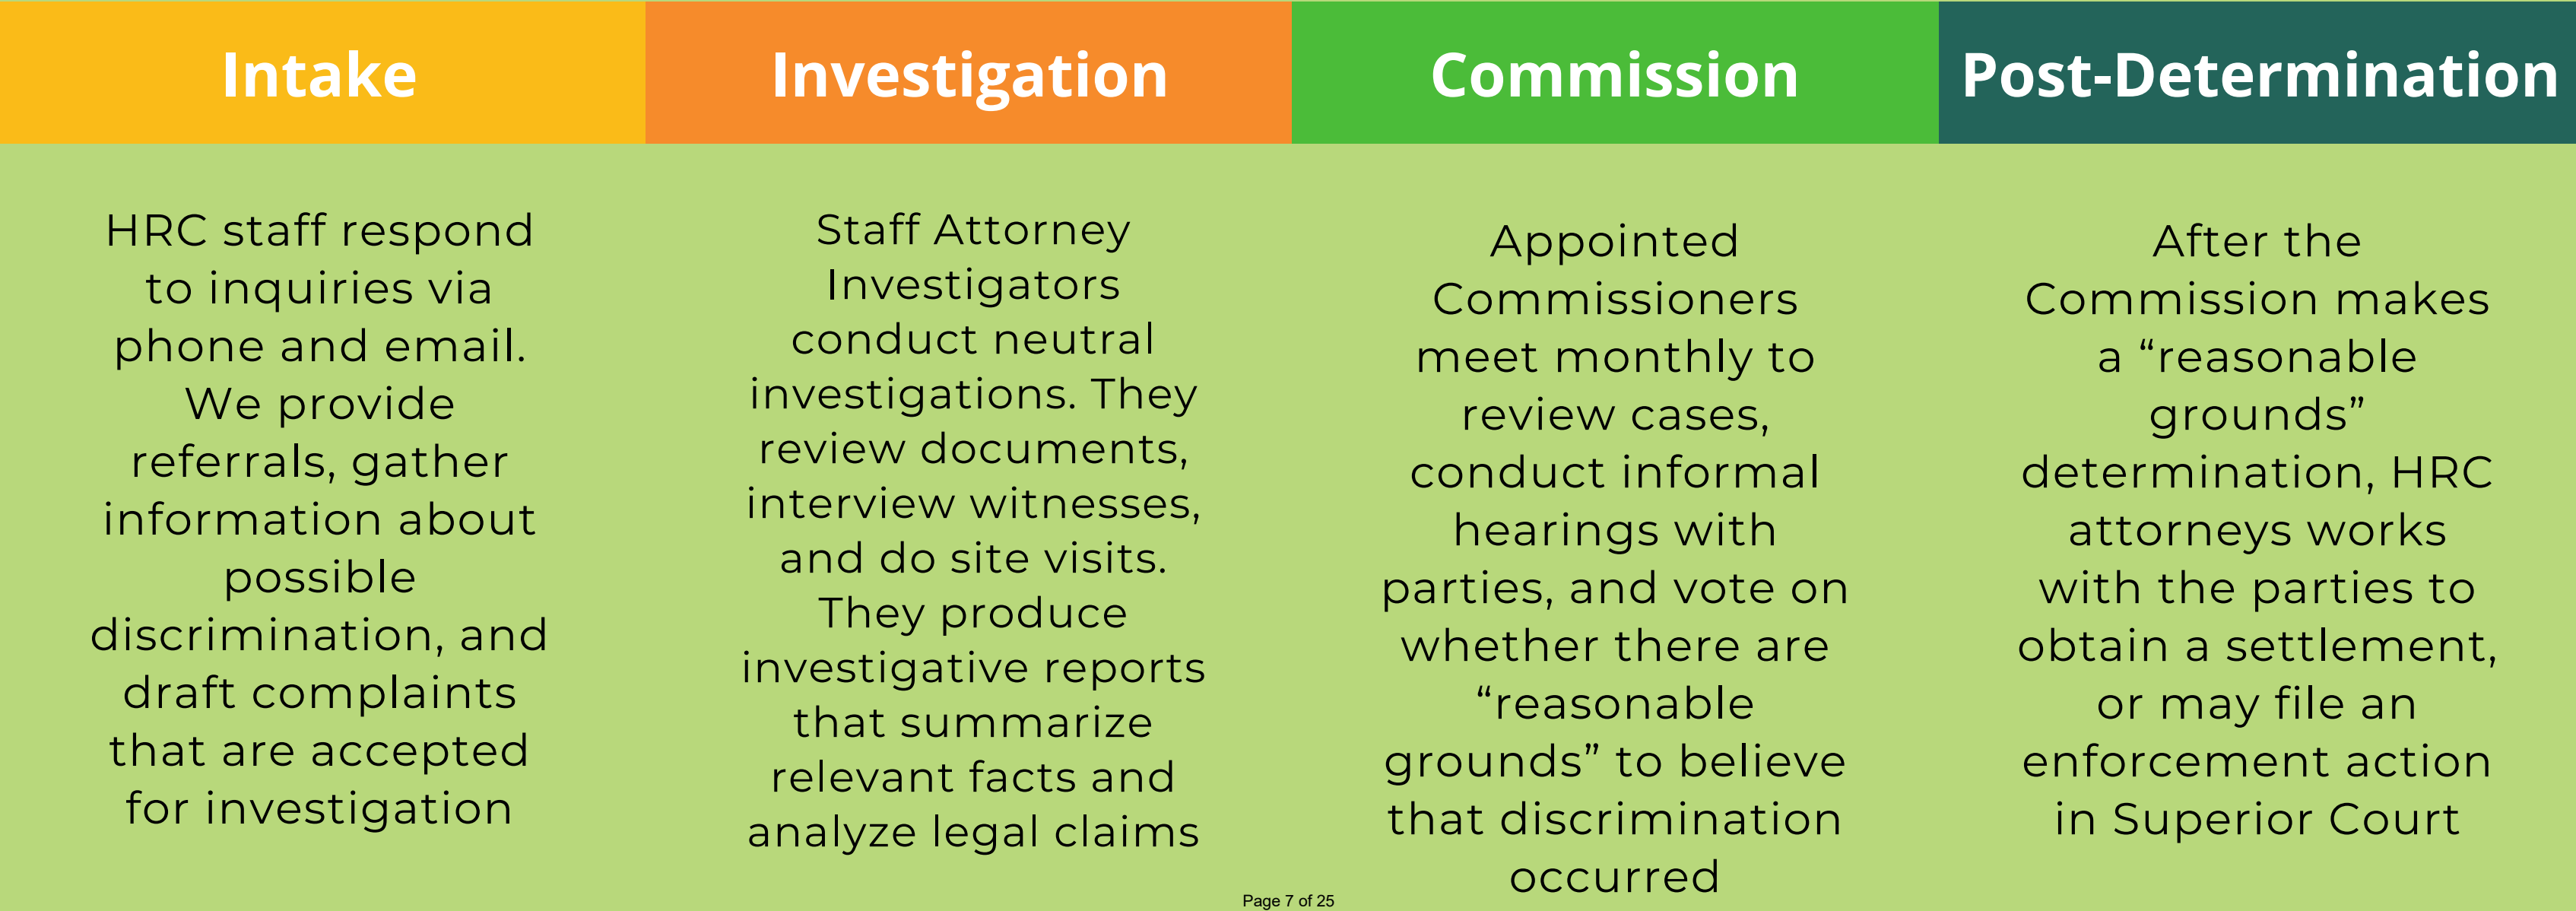 Intake
HRC staff respond
to inquiries via
phone and email.
We provide
referrals, gather
information about
possible
discrimination, and
draft complaints
that are accepted
for investigation
Investigation
Staff Attorney
Investigators
conduct neutral
investigations. They
review documents,
interview witnesses,
and do site visits.
They produce
investigative reports
that summarize
relevant facts and
analyze legal claims
Commission
Appointed
Commissioners
meet monthly to
review cases,
conduct informal
hearings with
parties, and vote on
whether there are
“reasonable
grounds” to believe
that discrimination
occurred
Post-Determination
After the
Commission makes
a “reasonable
grounds”
determination, HRC
attorneys works
with the parties to
obtain a settlement,
or may file an
enforcement action
in Superior Court
Page 7 of 25